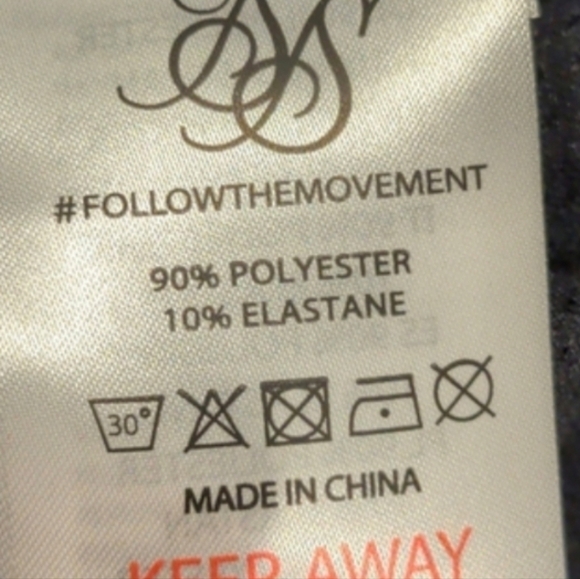 #FOLLOWTHEMOVEMENT
90% POLYESTER
10% ELASTANE
30°
MADE IN CHINA
KEEP AWAY